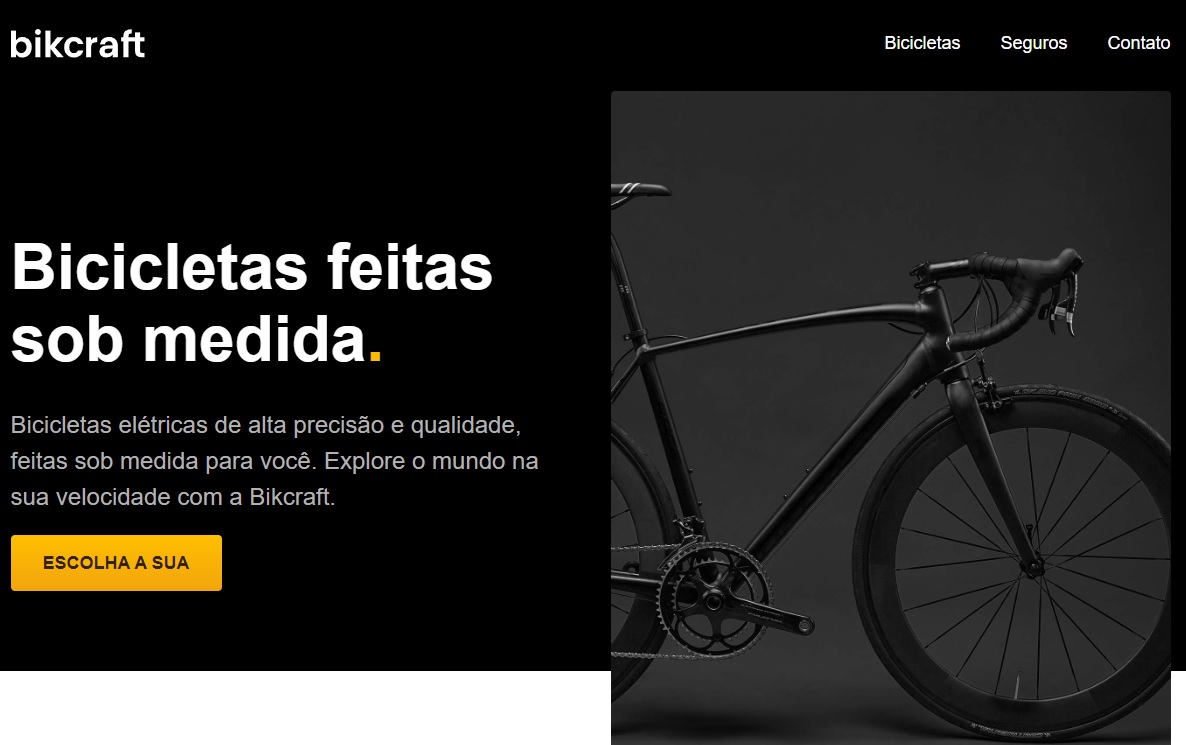 bikcraft
Bicicletas
Seguros
Contato
Bicicletas feitas
sob medida.
Bicicletas elétricas de alta precisão e qualidade,
feitas sob medida para você. Explore o mundo na
sua velocidade com a Bikcraft.
ESCOLHA A SUA